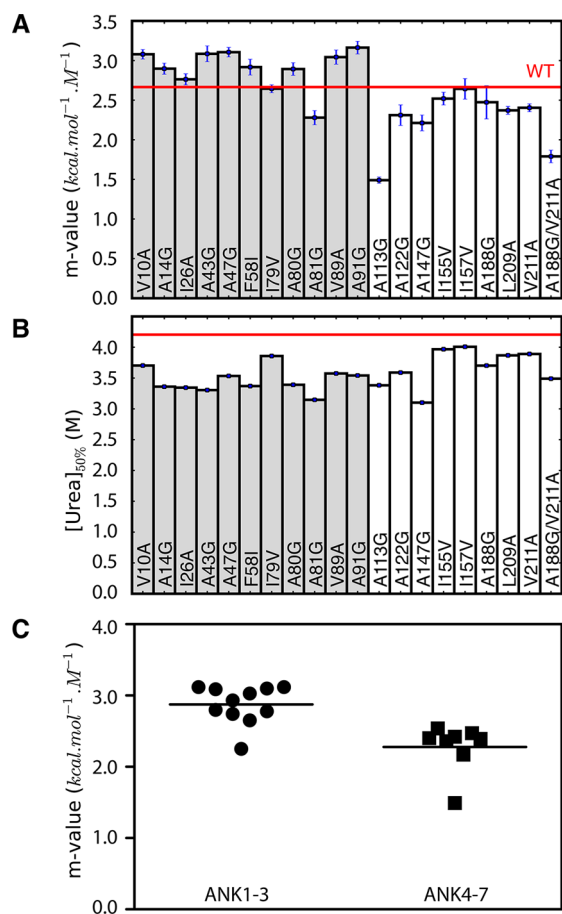 A
m-value (kcal.mol⁻¹.M⁻¹)
3.5
3.0
2.5
2.0
1.5
1.0
0.5
0.0
WT
V10A
A14G
I26A
A43G
A47G
F58I
I79V
A80G
A81G
V89A
A91G
A113G
A122G
A147G
I155V
I157V
A188G
L209A
V211A
A188G/V211A
B
[Urea]50% (M)
4.0
3.5
3.0
2.5
2.0
1.5
1.0
0.5
0.0
V10A
A14G
I26A
A43G
A47G
F58I
I79V
A80G
A81G
V89A
A91G
A113G
A122G
A147G
I155V
I157V
A188G
L209A
V211A
A188G/V211A
C
m-value (kcal.mol⁻¹.M⁻¹)
4.0
3.0
2.0
1.0
0.0
ANK1-3
ANK4-7